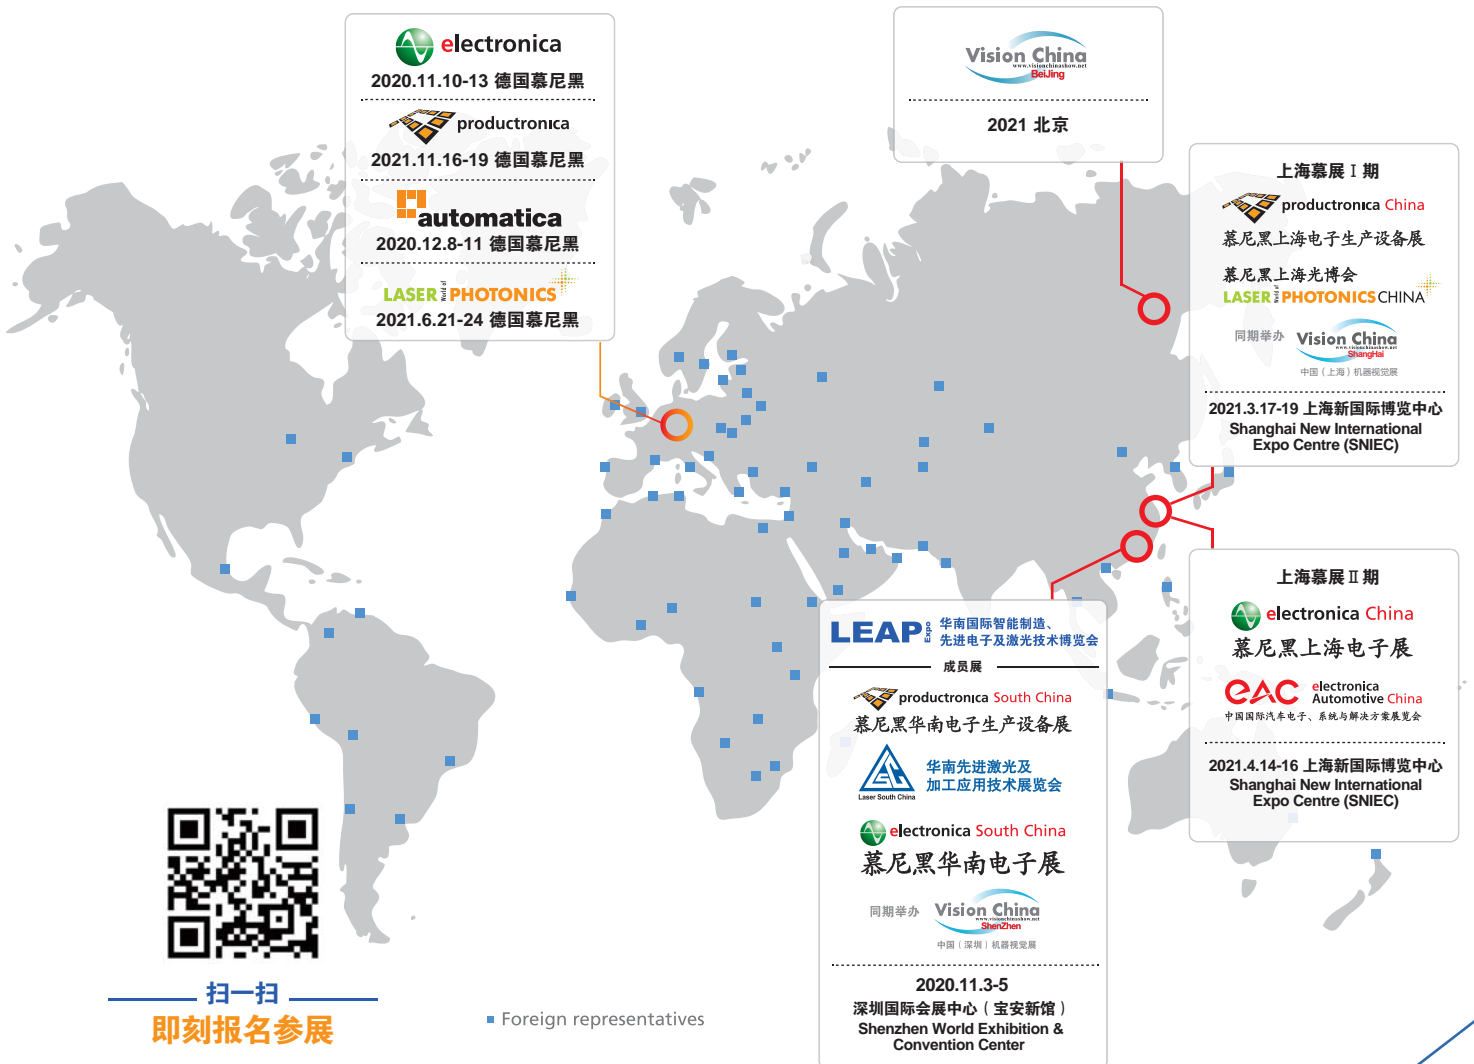 electronica
2020.11.10-13 德国慕尼黑
productronica
2021.11.16-19 德国慕尼黑
automatica
2020.12.8-11 德国慕尼黑
LASER World of PHOTONICS
2021.6.21-24 德国慕尼黑
Vision China
www.visionchinashow.net
BeiJing
2021 北京
上海慕展 I 期
productronica China
慕尼黑上海电子生产设备展
慕尼黑上海光博会
LASER World of PHOTONICS CHINA
同期举办
Vision China
www.visionchinashow.net
ShangHai
中国（上海）机器视觉展
2021.3.17-19 上海新国际博览中心
Shanghai New International
Expo Centre (SNIEC)
上海慕展 II 期
electronica China
慕尼黑上海电子展
eAC electronica
Automotive China
中国国际汽车电子、系统与解决方案展览会
2021.4.14-16 上海新国际博览中心
Shanghai New International
Expo Centre (SNIEC)
LEAP Expo 华南国际智能制造、
先进电子及激光技术博览会
成员展
productronica South China
慕尼黑华南电子生产设备展
Laser South China
华南先进激光及
加工应用技术展览会
electronica South China
慕尼黑华南电子展
同期举办
Vision China
www.visionchinashow.net
ShenZhen
中国（深圳）机器视觉展
2020.11.3-5
深圳国际会展中心（宝安新馆）
Shenzhen World Exhibition &
Convention Center
扫一扫
即刻报名参展
Foreign representatives